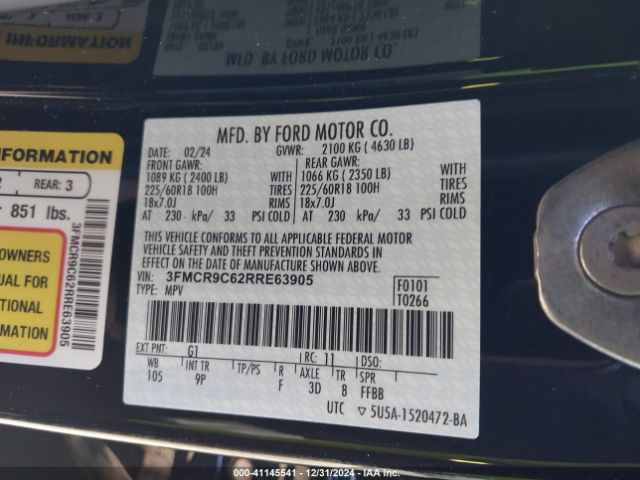 INFORMATION
MFD. BY FORD MOTOR CO.
MFD. BY FORD MOTOR CO.
DATE: 02/24 GVWR: 2100 KG ( 4630 LB)
FRONT GAWR: REAR GAWR:
1089 KG ( 2400 LB) WITH 1066 KG ( 2350 LB) WITH
225/60R18 100H TIRES 225/60R18 100H TIRES
18x7.0J RIMS 18x7.0J RIMS
AT 230 kPa/ 33 PSI COLD AT 230 kPa/ 33 PSI COLD
THIS VEHICLE CONFORMS TO ALL APPLICABLE FEDERAL MOTOR
VEHICLE SAFETY AND THEFT PREVENTION STANDARDS IN
EFFECT ON THE DATE OF MANUFACTURE SHOWN ABOVE.
VIN: 3FMCR9C62RRE63905 F0101
TYPE: MPV T0266
EXT PNT: G1 RC: 11 DSO:
WB INT TR TP/PS R AXLE TR SPR
105 9P F 3D 8 FFBB
UTC ▽ 5U5A-1520472-BA
INFORMATION
2 REAR: 3
851 lbs.
OWNERS
UAL FOR
TIONAL
MATION
3FMCR9C62RRE63905
3-41145541 - 12/31/2024 - IAA Inc.